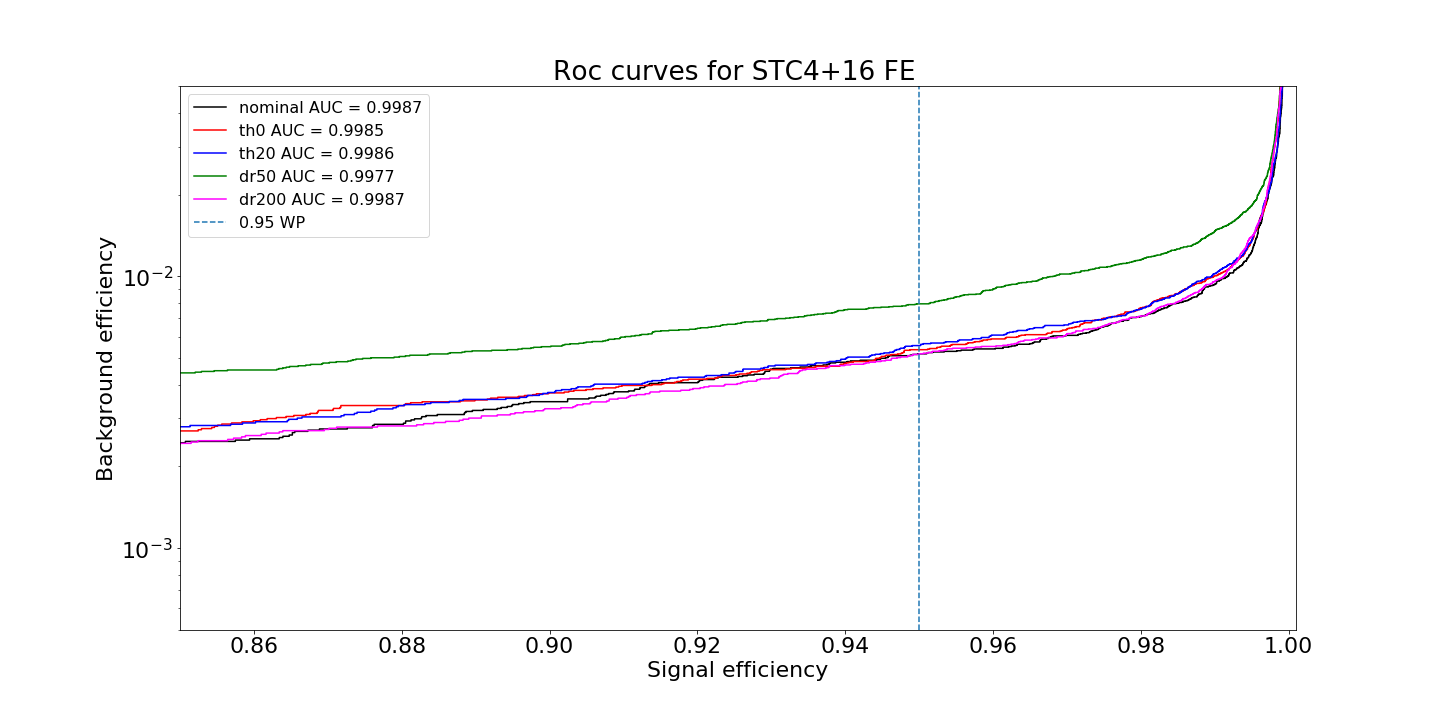 Roc curves for STC4+16 FE
nominal AUC = 0.9987
th0 AUC = 0.9985
th20 AUC = 0.9986
dr50 AUC = 0.9977
dr200 AUC = 0.9987
0.95 WP
Background efficiency
10⁻²
10⁻³
0.86 0.88 0.90 0.92 0.94 0.96 0.98 1.00
Signal efficiency